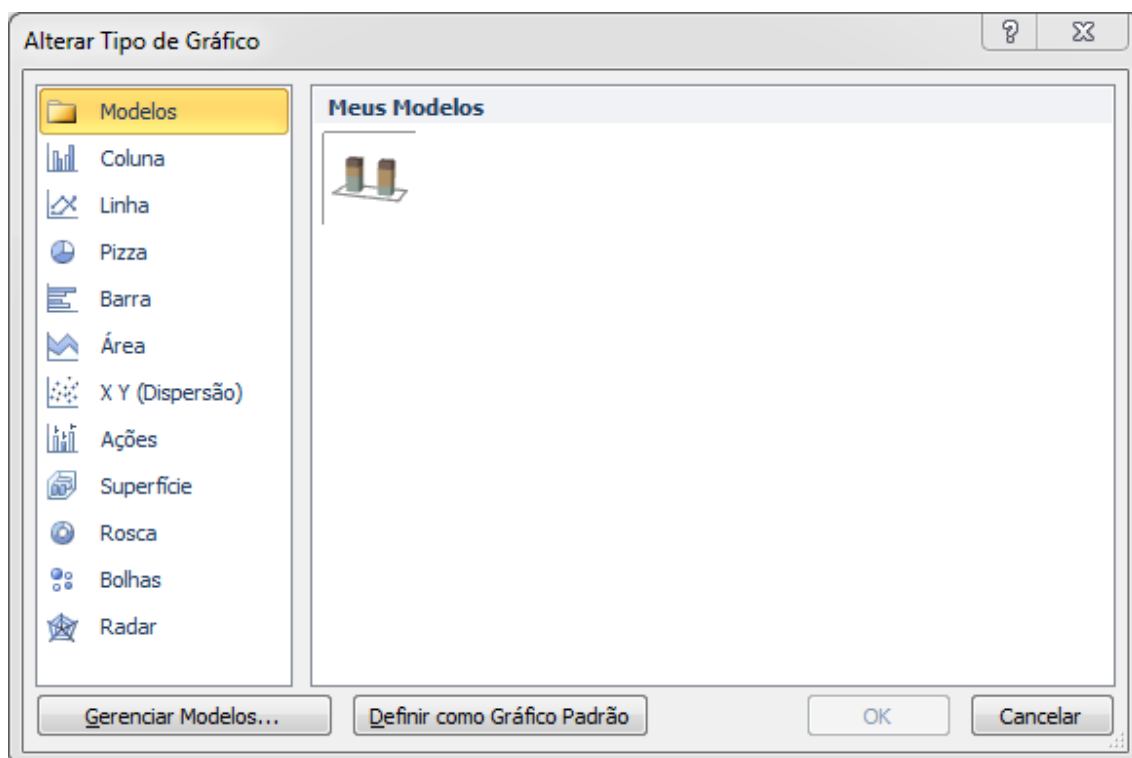 Alterar Tipo de Gráfico
Modelos
Coluna
Linha
Pizza
Barra
Área
X Y (Dispersão)
Ações
Superfície
Rosca
Bolhas
Radar
Meus Modelos
Gerenciar Modelos...
Definir como Gráfico Padrão
OK
Cancelar